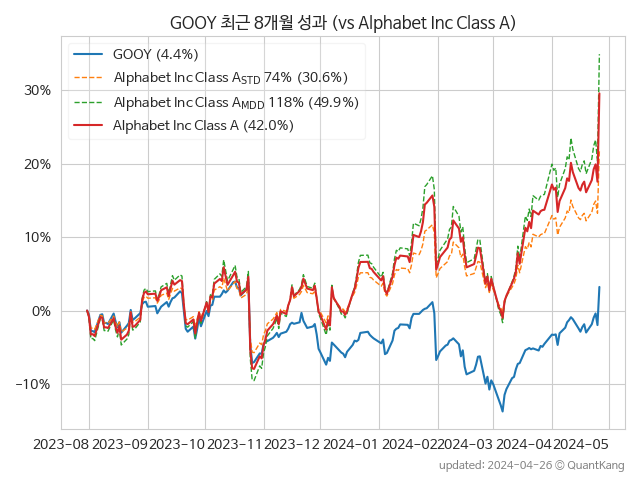 GOOY 최근 8개월 성과 (vs Alphabet Inc Class A)
GOOY (4.4%)
Alphabet Inc Class A STD 74% (30.6%)
Alphabet Inc Class A MDD 118% (49.9%)
Alphabet Inc Class A (42.0%)
30%
20%
10%
0%
−10%
2023−08 2023−09 2023−10 2023−11 2023−12 2024−01 2024−02 2024−03 2024−04 2024−05
updated: 2024-04-26 © QuantKang